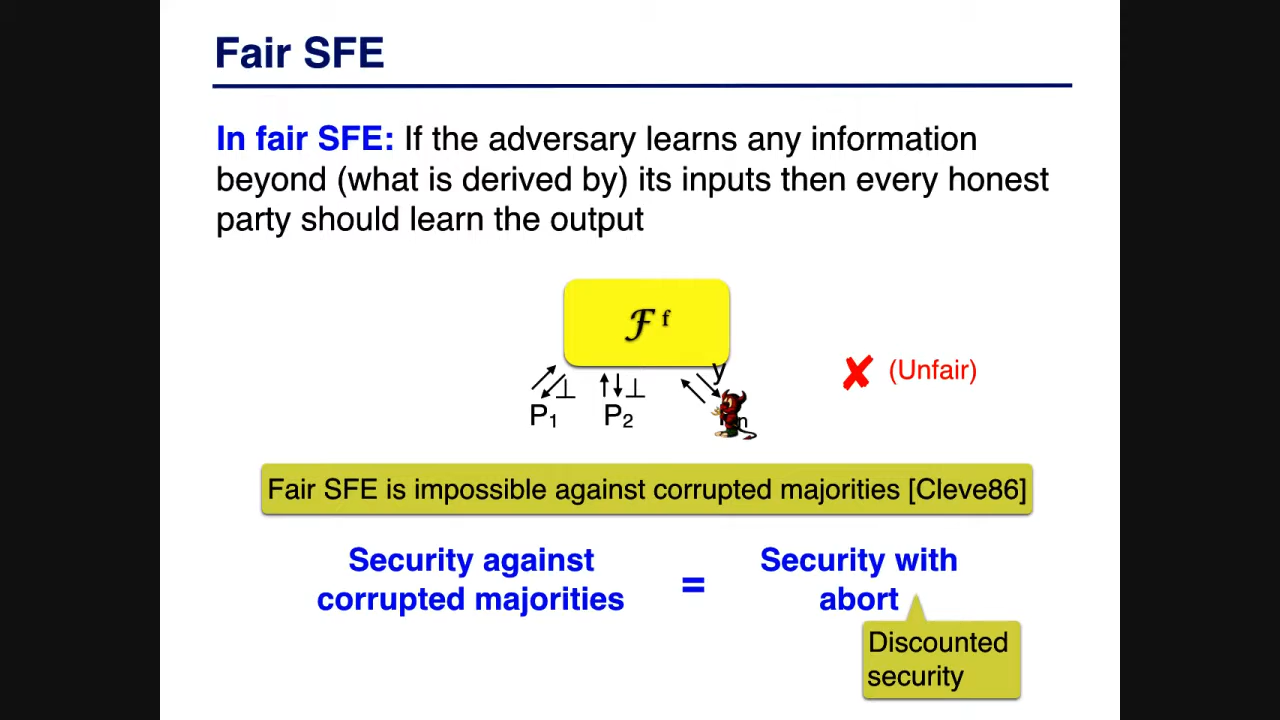 Fair SFE
In fair SFE: If the adversary learns any information
beyond (what is derived by) its inputs then every honest
party should learn the output
ℱ f
y
✘ (Unfair)
⊥ ⊥
P1 P2 n
Fair SFE is impossible against corrupted majorities [Cleve86]
Security against
corrupted majorities
=
Security with
abort
Discounted
security